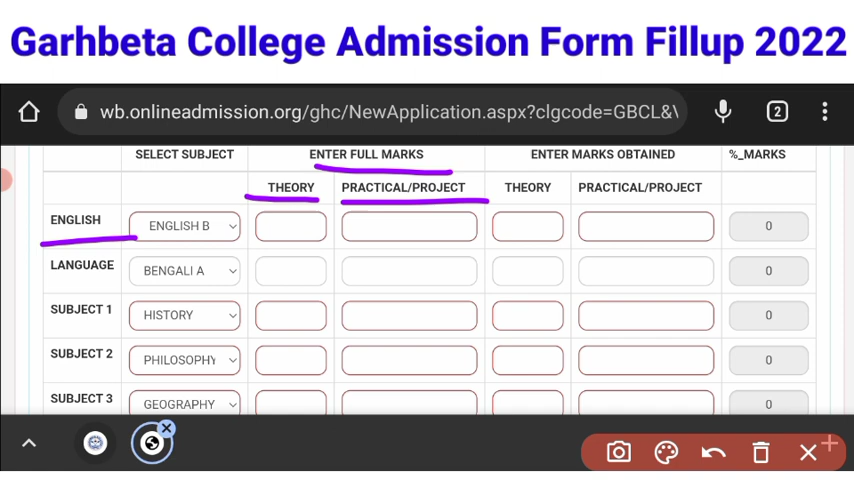 Garhbeta College Admission Form Fillup 2022
wb.onlineadmission.org/ghc/NewApplication.aspx?clgcode=GBCL&\ 2
SELECT SUBJECT ENTER FULL MARKS ENTER MARKS OBTAINED %_MARKS
THEORY PRACTICAL/PROJECT THEORY PRACTICAL/PROJECT
ENGLISH ENGLISH B 0
LANGUAGE BENGALI A 0
SUBJECT 1 HISTORY 0
SUBJECT 2 PHILOSOPHY 0
SUBJECT 3 GEOGRAPHY 0